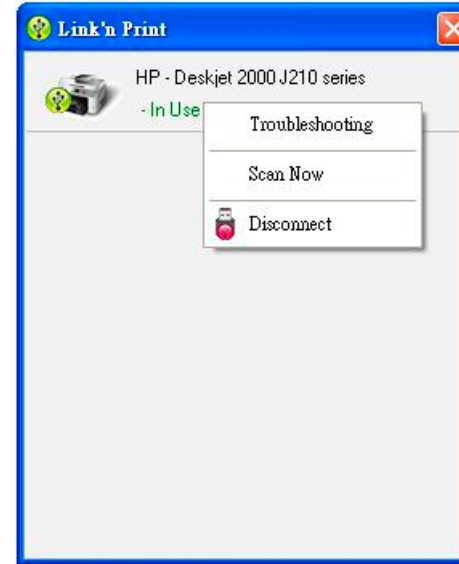 Link'n Print
HP - Deskjet 2000 J210 series
- In Use
Troubleshooting
Scan Now
Disconnect